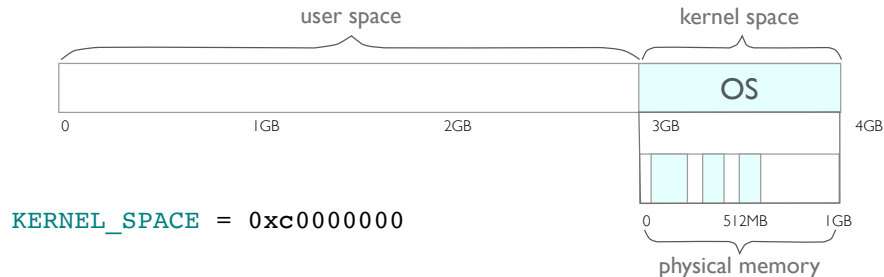 user space
kernel space
OS
0
1GB
2GB
3GB
4GB
KERNEL_SPACE = 0xc0000000
0
512MB
1GB
physical memory